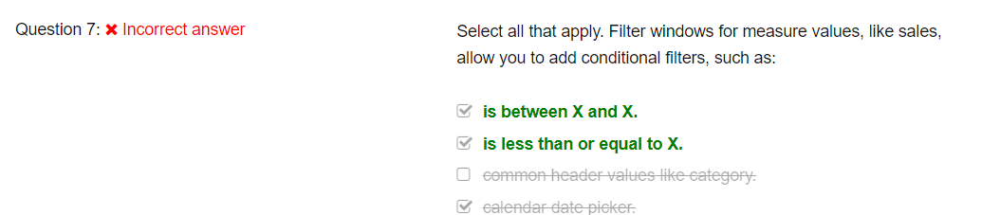 Question 7: ✖ Incorrect answer
Select all that apply. Filter windows for measure values, like sales,
allow you to add conditional filters, such as:
is between X and X.
is less than or equal to X.
common header values like category.
calendar date picker.